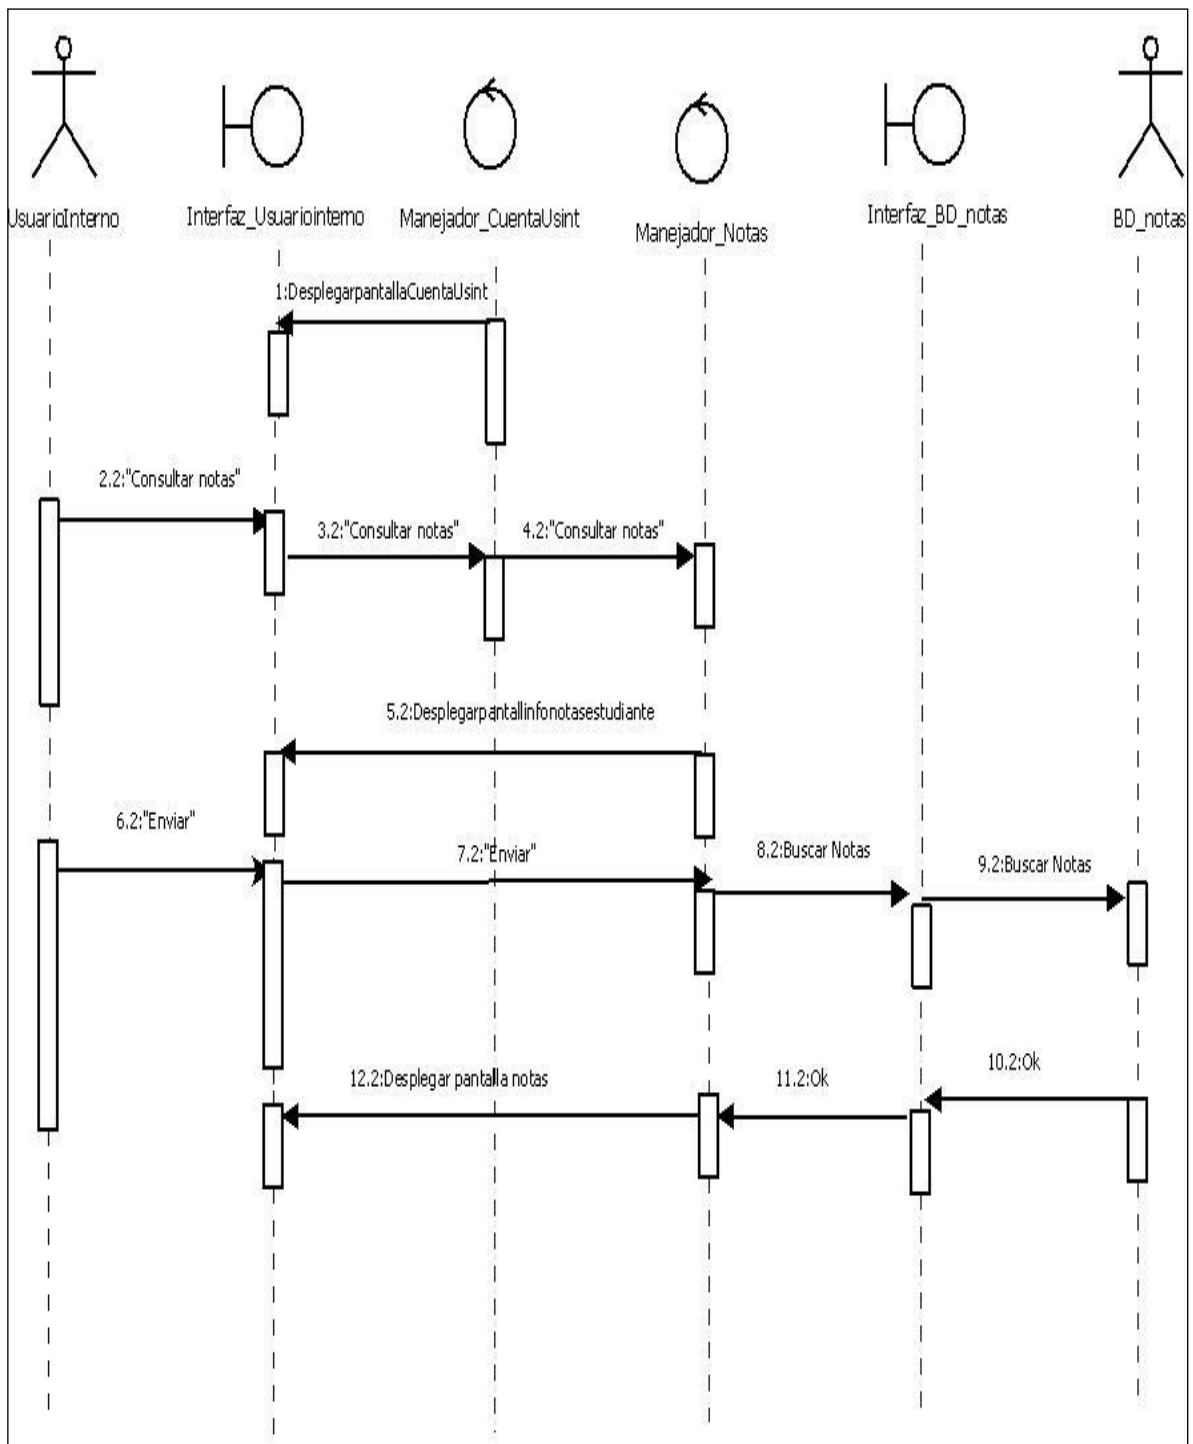 UsuarioInterno
Interfaz_Usuariointerno
Manejador_CuentaUsint
Manejador_Notas
Interfaz_BD_notas
BD_notas
1:DesplegarpantallaCuentaUsint
2.2:"Consultar notas"
3.2:"Consultar notas"
4.2:"Consultar notas"
5.2:Desplegarpantallinfonotasestudiante
6.2:"Enviar"
7.2:"Enviar"
8.2:Buscar Notas
9.2:Buscar Notas
10.2:Ok
11.2:Ok
12.2:Desplegar pantalla notas